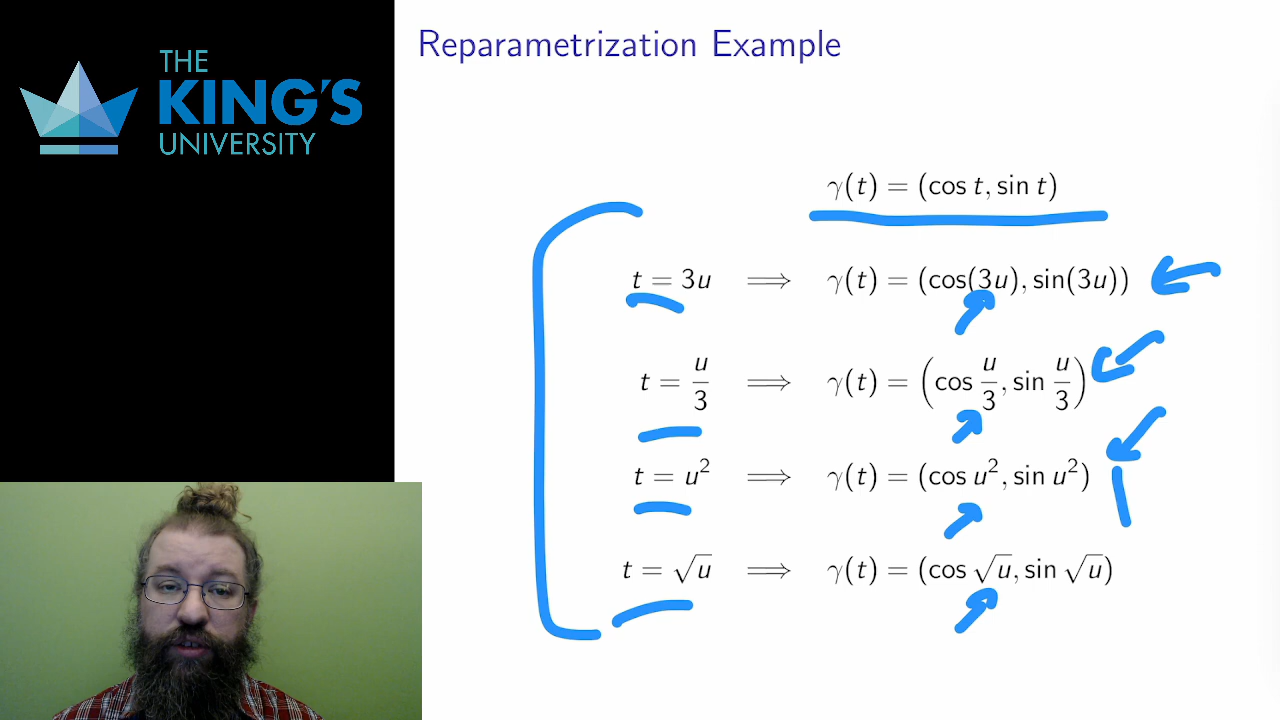 THE
KING'S
UNIVERSITY
Reparametrization Example
γ(t) = (cos t, sin t)
t = 3u ⟹ γ(t) = (cos(3u), sin(3u))
t = u/3 ⟹ γ(t) = (cos u/3, sin u/3)
t = u² ⟹ γ(t) = (cos u², sin u²)
t = √u ⟹ γ(t) = (cos √u, sin √u)